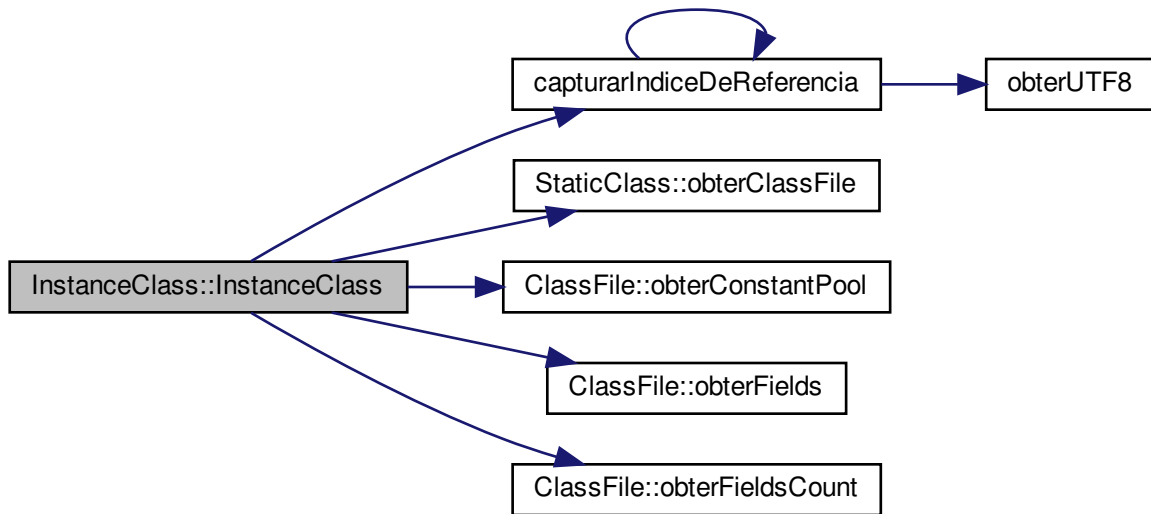 capturarIndiceDeReferencia
obterUTF8
StaticClass::obterClassFile
InstanceClass::InstanceClass
ClassFile::obterConstantPool
ClassFile::obterFields
ClassFile::obterFieldsCount